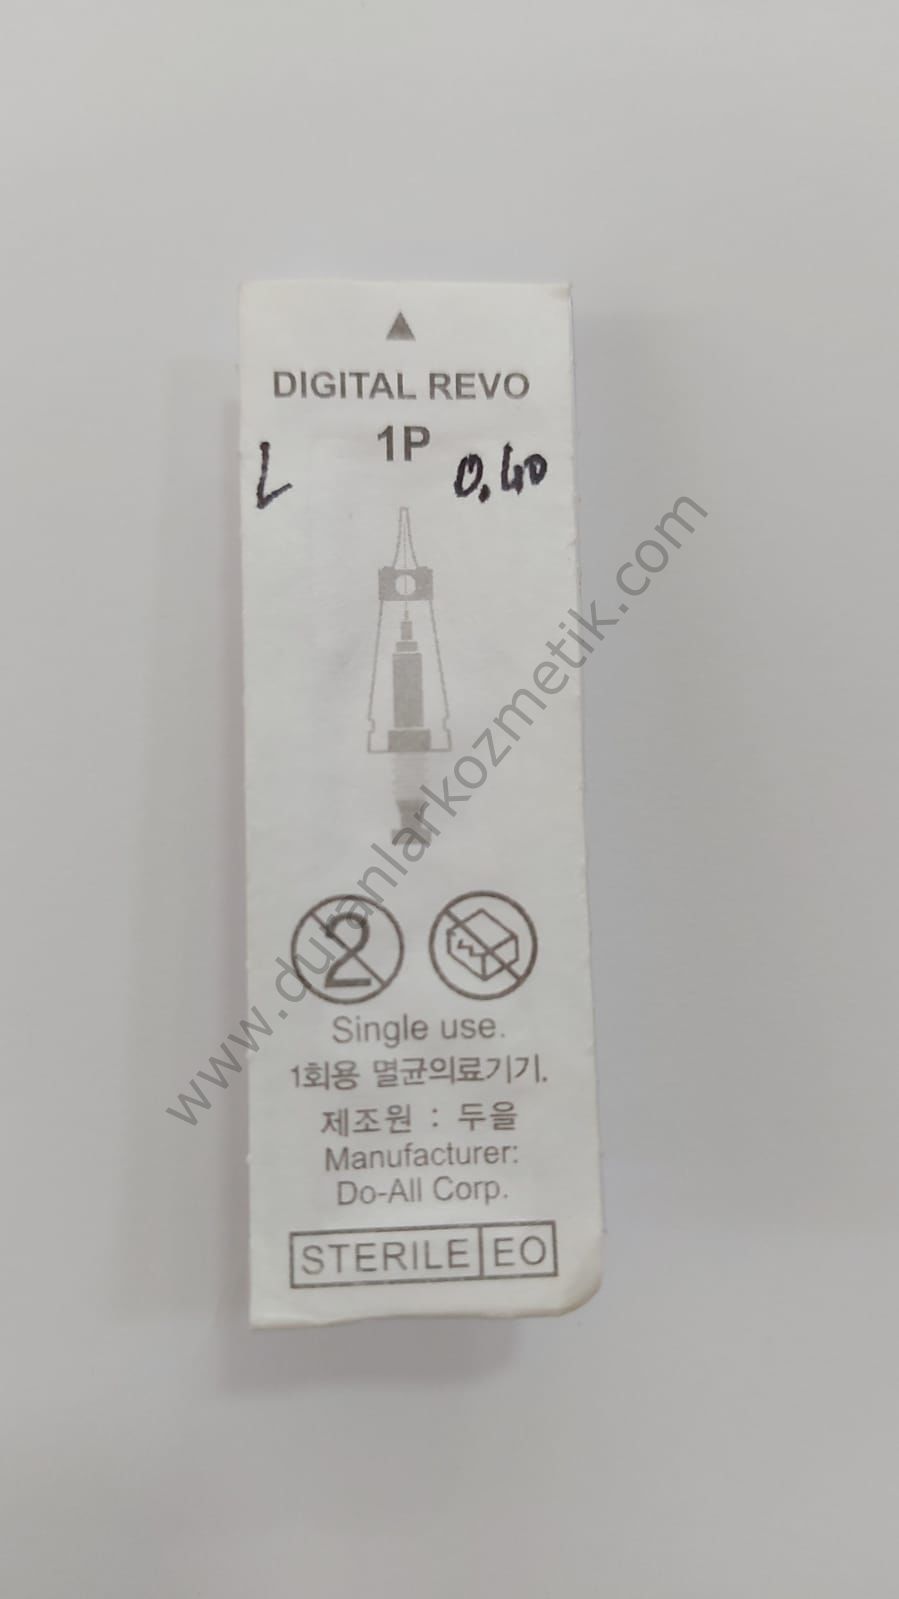 DIGITAL REVO
1P
L 0.40
2
Single use.
1회용 멸균의료기기.
제조원 : 두올
Manufacturer:
Do-All Corp.
STERILE EO
www.duranlarkozmetik.com